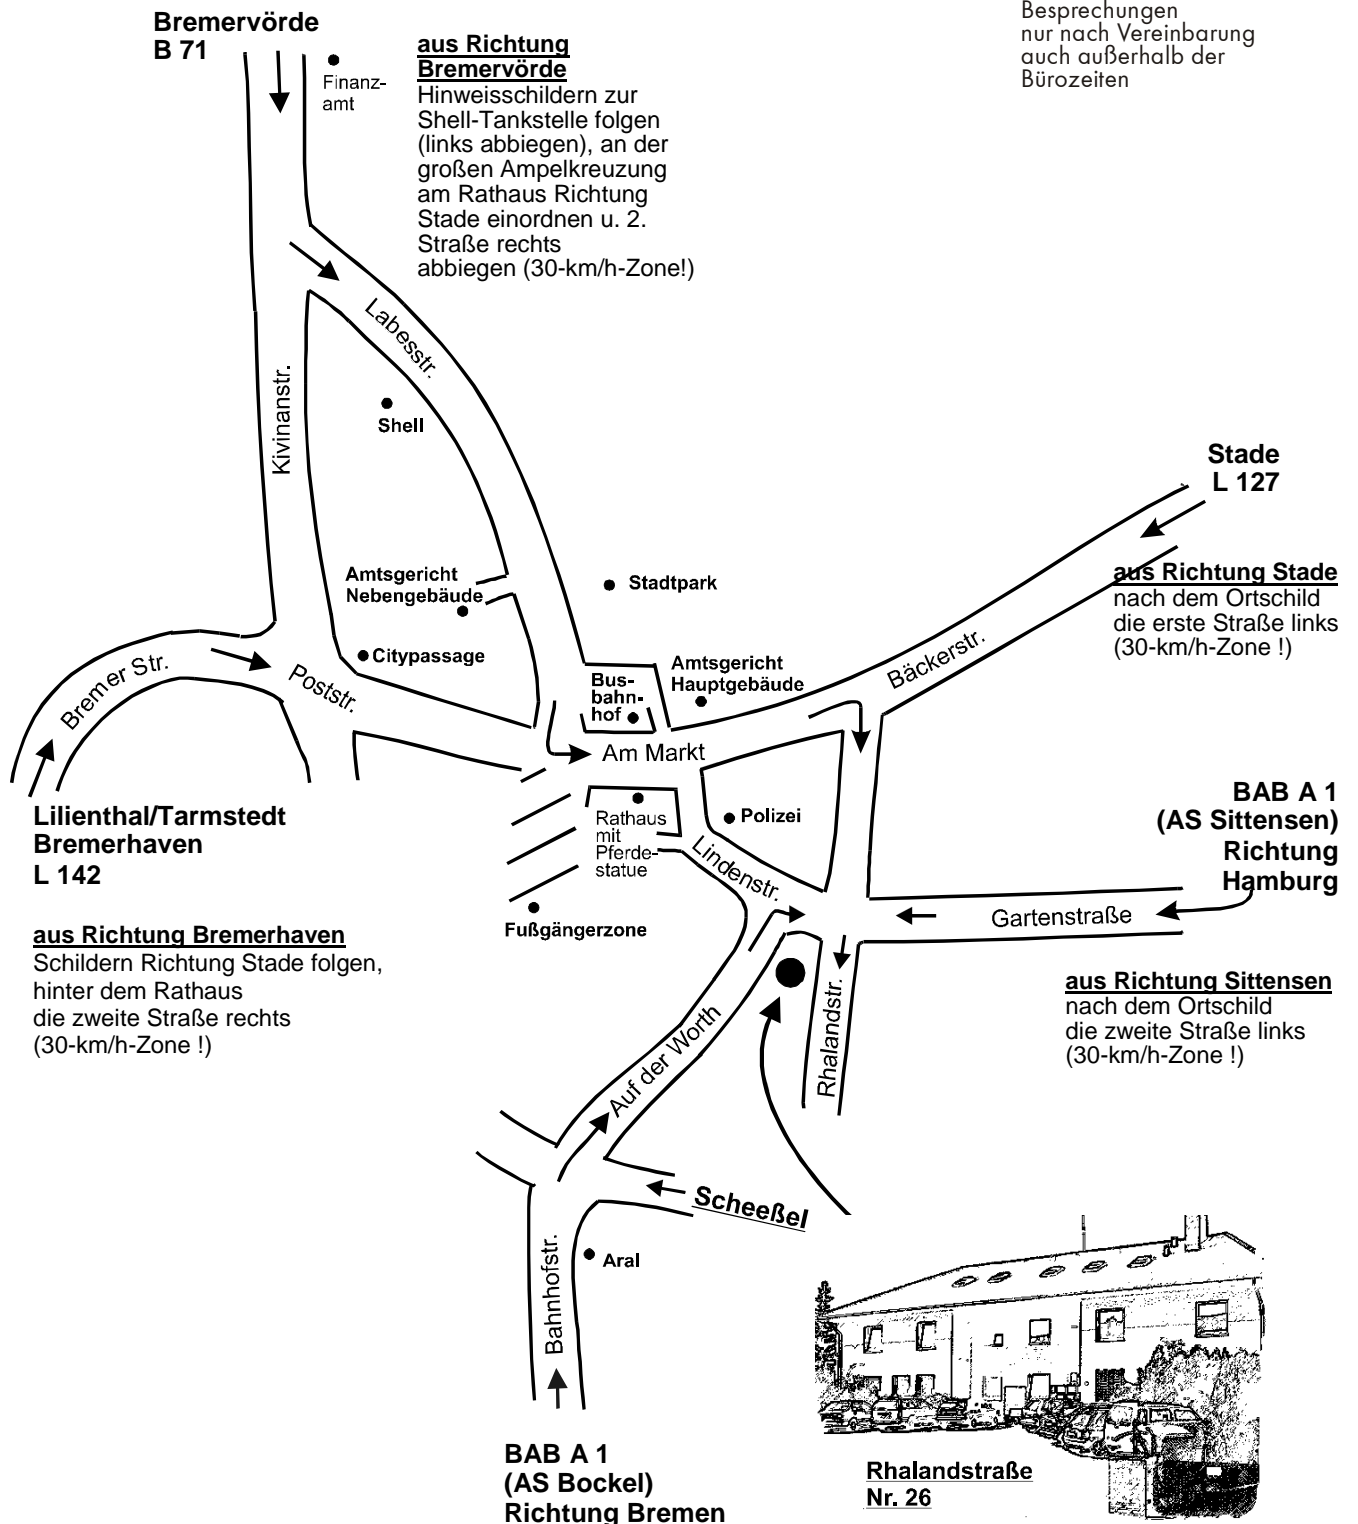 Bremervörde
B 71
Finanz-
amt
aus Richtung
Bremervörde
Hinweisschildern zur
Shell-Tankstelle folgen
(links abbiegen), an der
großen Ampelkreuzung
am Rathaus Richtung
Stade einordnen u. 2.
Straße rechts
abbiegen (30-km/h-Zone!)
Besprechungen
nur nach Vereinbarung
auch außerhalb der
Bürozeiten
Labesstr.
Kivinanstr.
Shell
Stade
L 127
aus Richtung Stade
nach dem Ortschild
die erste Straße links
(30-km/h-Zone !)
Amtsgericht
Nebengebäude
Stadtpark
Citypassage
Bremer Str.
Poststr.
Bus-
bahn-
hof
Amtsgericht
Hauptgebäude
Bäckerstr.
Am Markt
Lilienthal/Tarmstedt
Bremerhaven
L 142
Rathaus
mit
Pferde-
statue
Polizei
Lindenstr.
BAB A 1
(AS Sittensen)
Richtung
Hamburg
Gartenstraße
Fußgängerzone
aus Richtung Bremerhaven
Schildern Richtung Stade folgen,
hinter dem Rathaus
die zweite Straße rechts
(30-km/h-Zone !)
aus Richtung Sittensen
nach dem Ortschild
die zweite Straße links
(30-km/h-Zone !)
Rhalandstr.
Auf der Worth
Scheeßel
Aral
Bahnhofstr.
BAB A 1
(AS Bockel)
Richtung Bremen
Rhalandstraße
Nr. 26